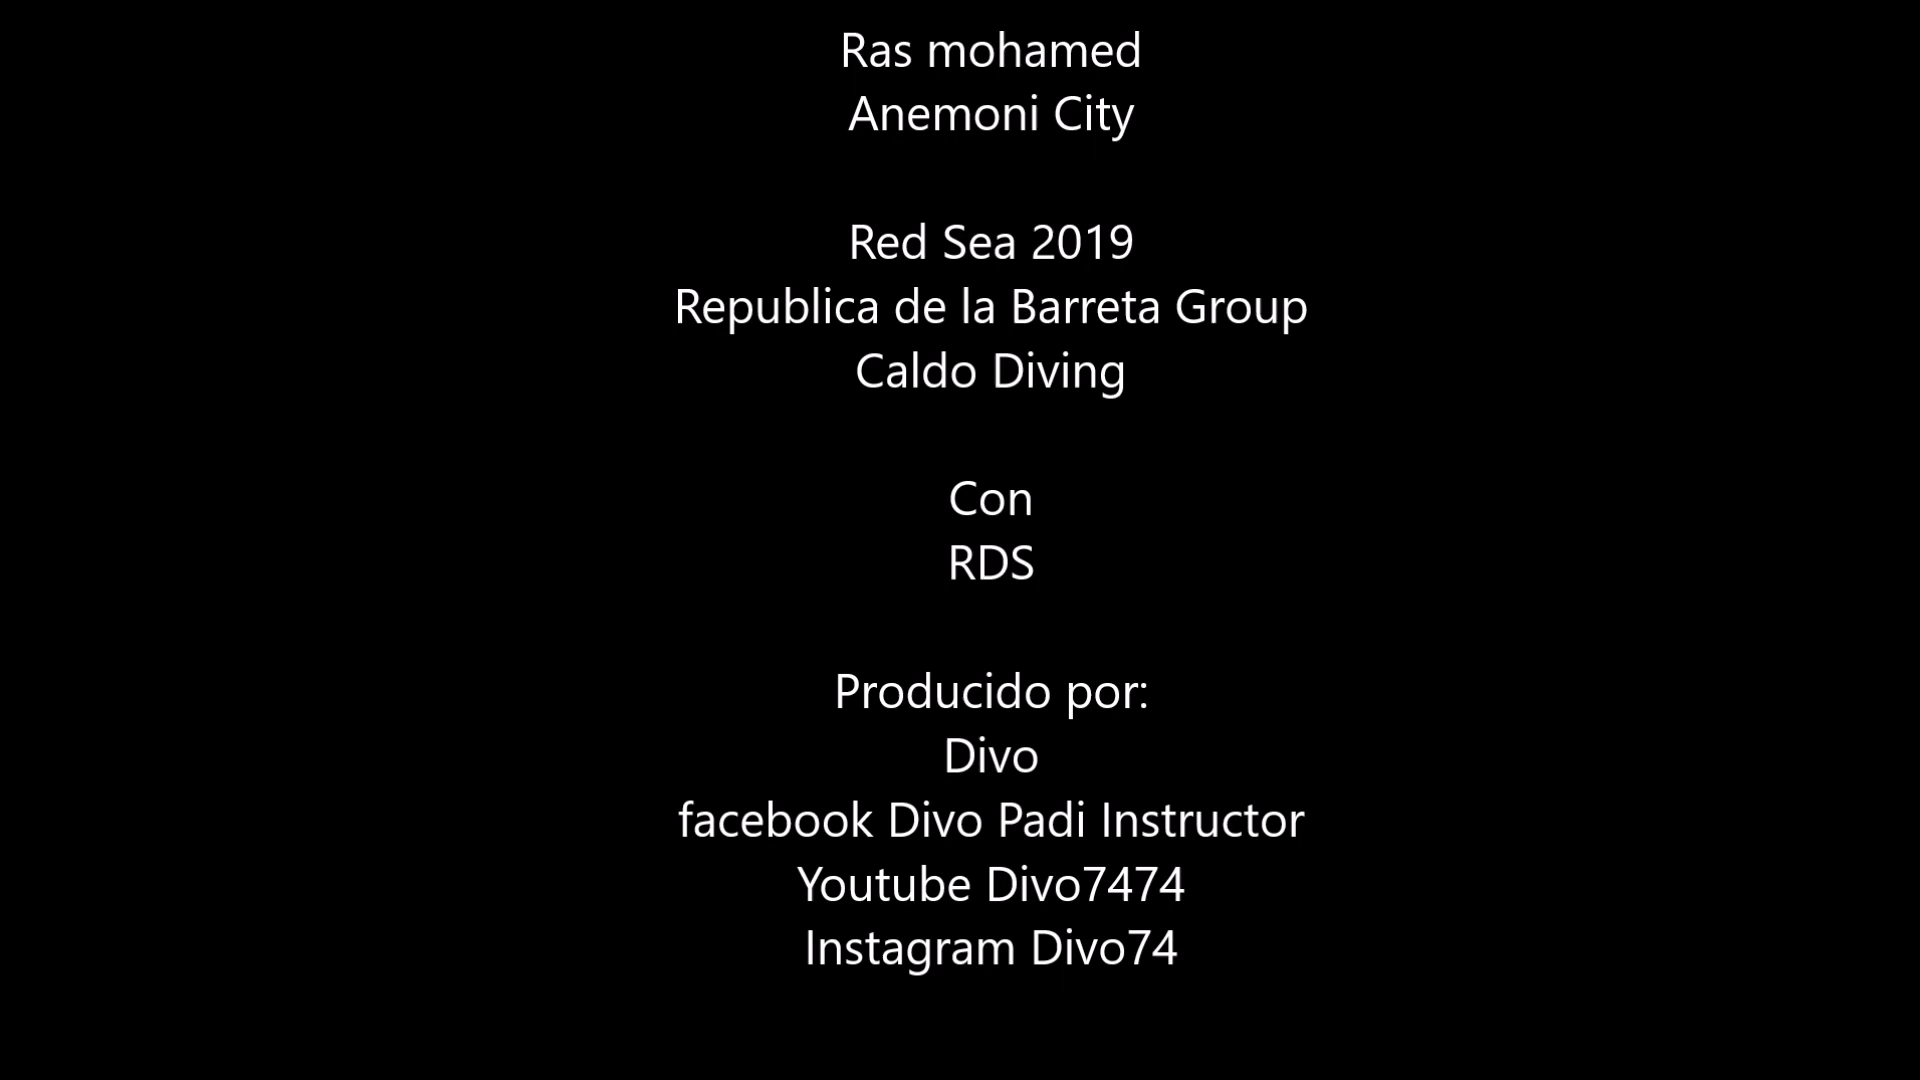 Ras mohamed
Anemoni City
Red Sea 2019
Republica de la Barreta Group
Caldo Diving
Con
RDS
Producido por:
Divo
facebook Divo Padi Instructor
Youtube Divo7474
Instagram Divo74